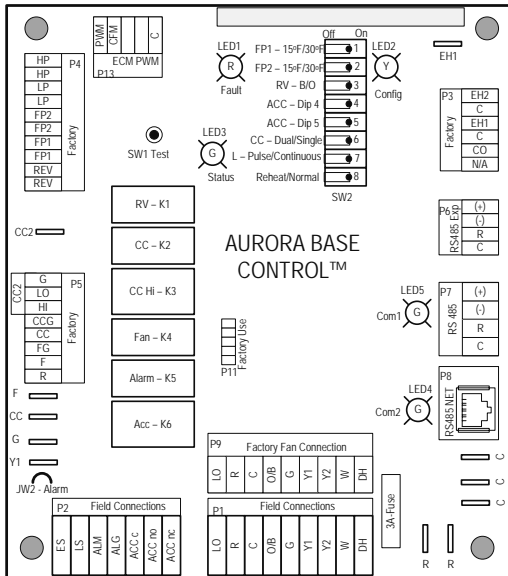 PWM
CFM
C
ECM PWM
P13
Off On
LED1
R
Fault
FP1 – 15ºF/30ºF 1
FP2 – 15ºF/30ºF 2
RV – B/O 3
ACC – Dip 4 4
ACC – Dip 5 5
CC – Dual/Single 6
L – Pulse/Continuous 7
Reheat/Normal 8
SW2
LED2
Y
Config
EH1
HP
HP
LP
LP
FP2
FP2
FP1
FP1
REV
REV
P4
Factory
SW1 Test
LED3
G
Status
P3
Factory
EH2
C
EH1
C
CO
N/A
RV – K1
CC – K2
CC Hi – K3
Fan – K4
Alarm – K5
Acc – K6
AURORA BASE
CONTROL™
P6
RS485 Exp
(+)
(-)
R
C
CC2
CC2
G
LO
HI
CCG
CC
FG
F
R
P5
Factory
Factory Use
P11
LED5
Com1
G
P7
RS 485
(+)
(-)
R
C
LED4
Com2
G
P8
RS485 NET
F
CC
G
Y1
JW2 - Alarm
P9 Factory Fan Connection
LO
R
C
O/B
G
Y1
Y2
W
DH
C
C
C
P2 Field Connections
ES
LS
ALM
ALG
ACC c
ACC no
ACC nc
P1 Field Connections
LO
R
C
O/B
G
Y1
Y2
W
DH
3A-Fuse
R R